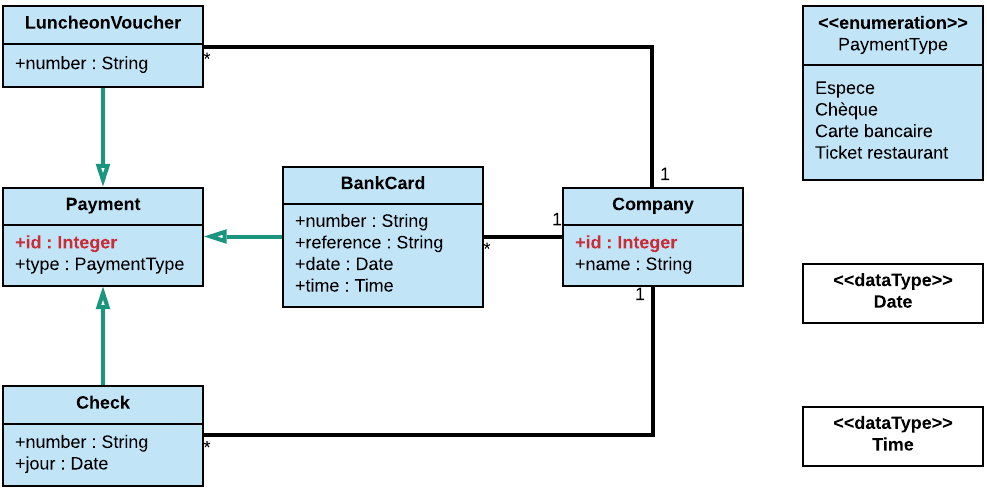 LuncheonVoucher
+number : String
*
<<enumeration>>
PaymentType
Espece
Chèque
Carte bancaire
Ticket restaurant
Payment
+id : Integer
+type : PaymentType
BankCard
+number : String
+reference : String
+date : Date
+time : Time
*
1
1
Company
+id : Integer
+name : String
1
<<dataType>>
Date
Check
+number : String
+jour : Date
*
<<dataType>>
Time